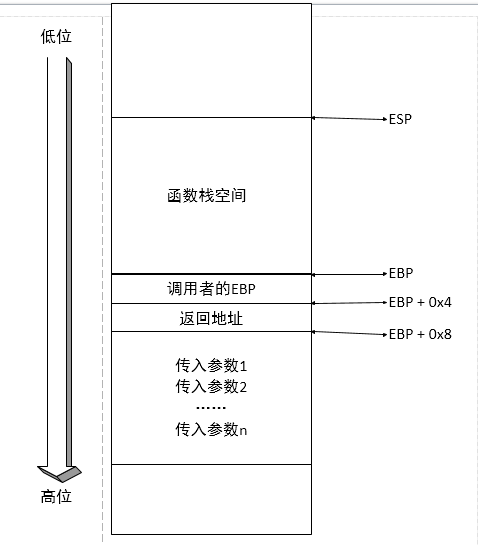 低位
ESP
函数栈空间
EBP
调用者的EBP
EBP + 0x4
返回地址
EBP + 0x8
传入参数1
传入参数2
……
传入参数n
高位